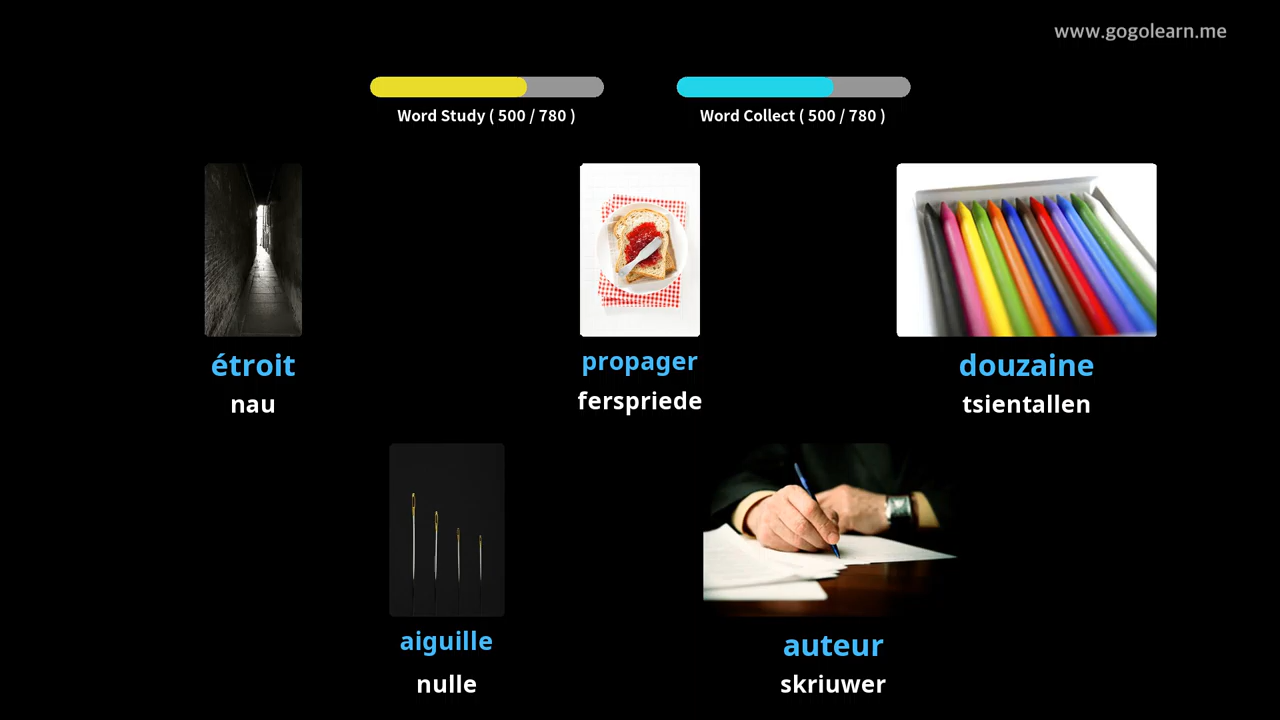 www.gogolearn.me
Word Study ( 500 / 780 )
Word Collect ( 500 / 780 )
étroit
nau
propager
ferspriede
douzaine
tsientallen
aiguille
nulle
auteur
skriuwer